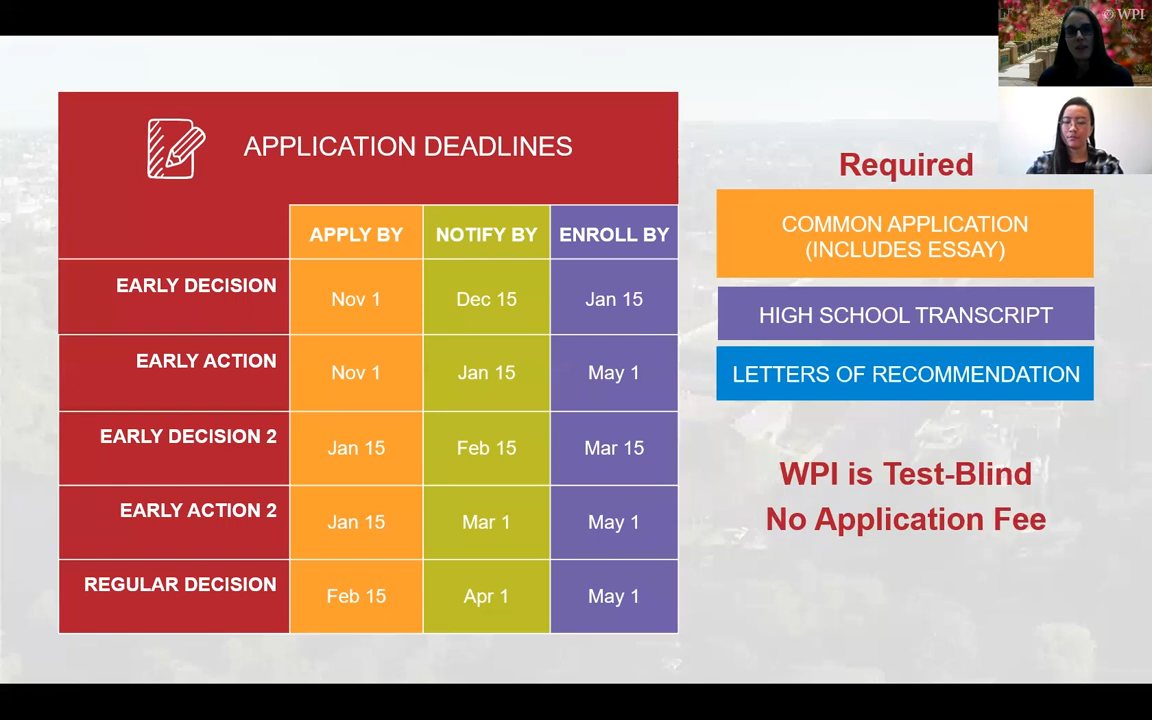 WPI
APPLICATION DEADLINES
APPLY BY NOTIFY BY ENROLL BY
EARLY DECISION Nov 1 Dec 15 Jan 15
EARLY ACTION Nov 1 Jan 15 May 1
EARLY DECISION 2 Jan 15 Feb 15 Mar 15
EARLY ACTION 2 Jan 15 Mar 1 May 1
REGULAR DECISION Feb 15 Apr 1 May 1
Required
COMMON APPLICATION
(INCLUDES ESSAY)
HIGH SCHOOL TRANSCRIPT
LETTERS OF RECOMMENDATION
WPI is Test-Blind
No Application Fee